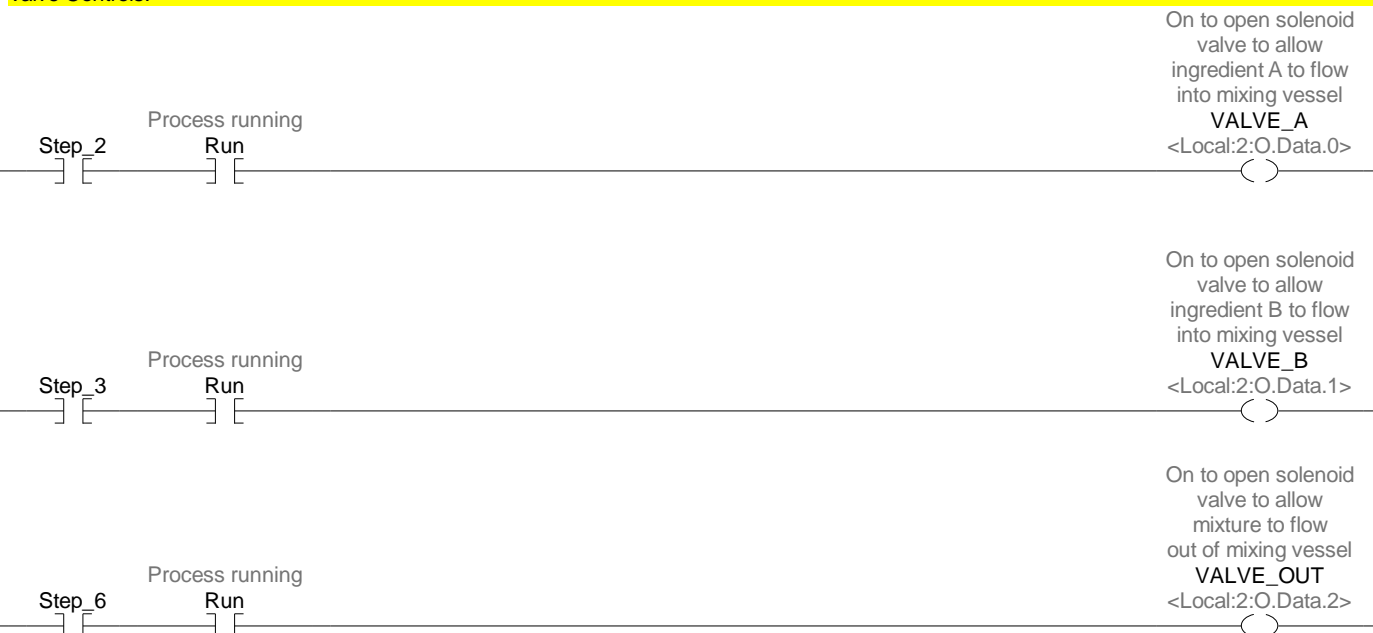 On to open solenoid
valve to allow
ingredient A to flow
into mixing vessel
Process running
VALVE_A
Step_2
Run
<Local:2:O.Data.0>
On to open solenoid
valve to allow
ingredient B to flow
into mixing vessel
Process running
VALVE_B
Step_3
Run
<Local:2:O.Data.1>
On to open solenoid
valve to allow
mixture to flow
out of mixing vessel
Process running
VALVE_OUT
Step_6
Run
<Local:2:O.Data.2>